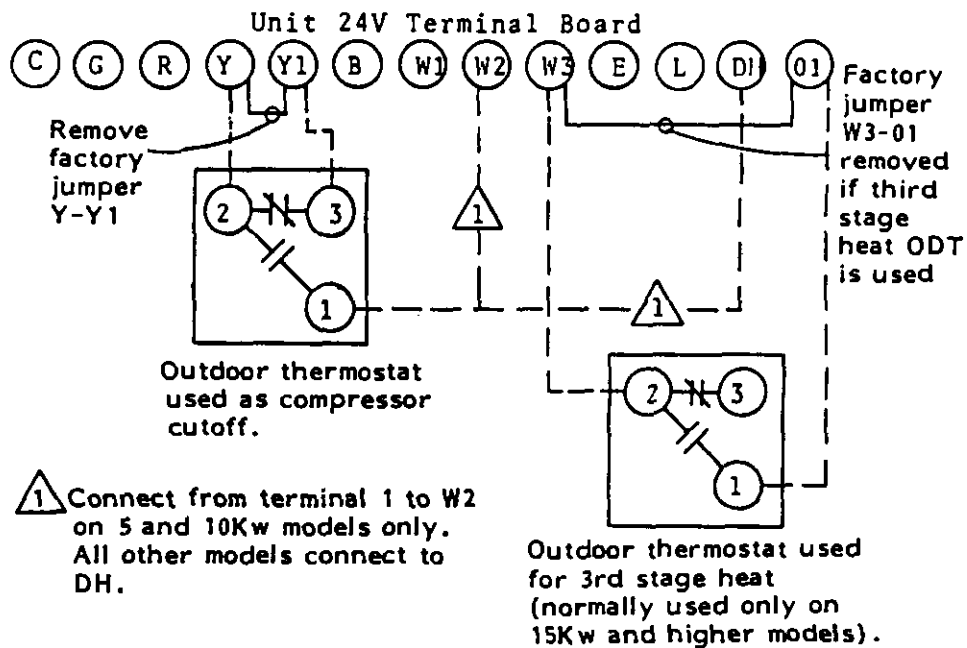 Unit 24V Terminal Board
C G R Y Y1 B W1 W2 W3 E L DH 01
Remove
factory
jumper
Y-Y1
Factory
jumper
W3-01
removed
if third
stage
heat ODT
is used
2 3
1
1
1
Outdoor thermostat
used as compressor
cutoff.
2 3
1
1 Connect from terminal 1 to W2
on 5 and 10Kw models only.
All other models connect to
DH.
Outdoor thermostat used
for 3rd stage heat
(normally used only on
15Kw and higher models).